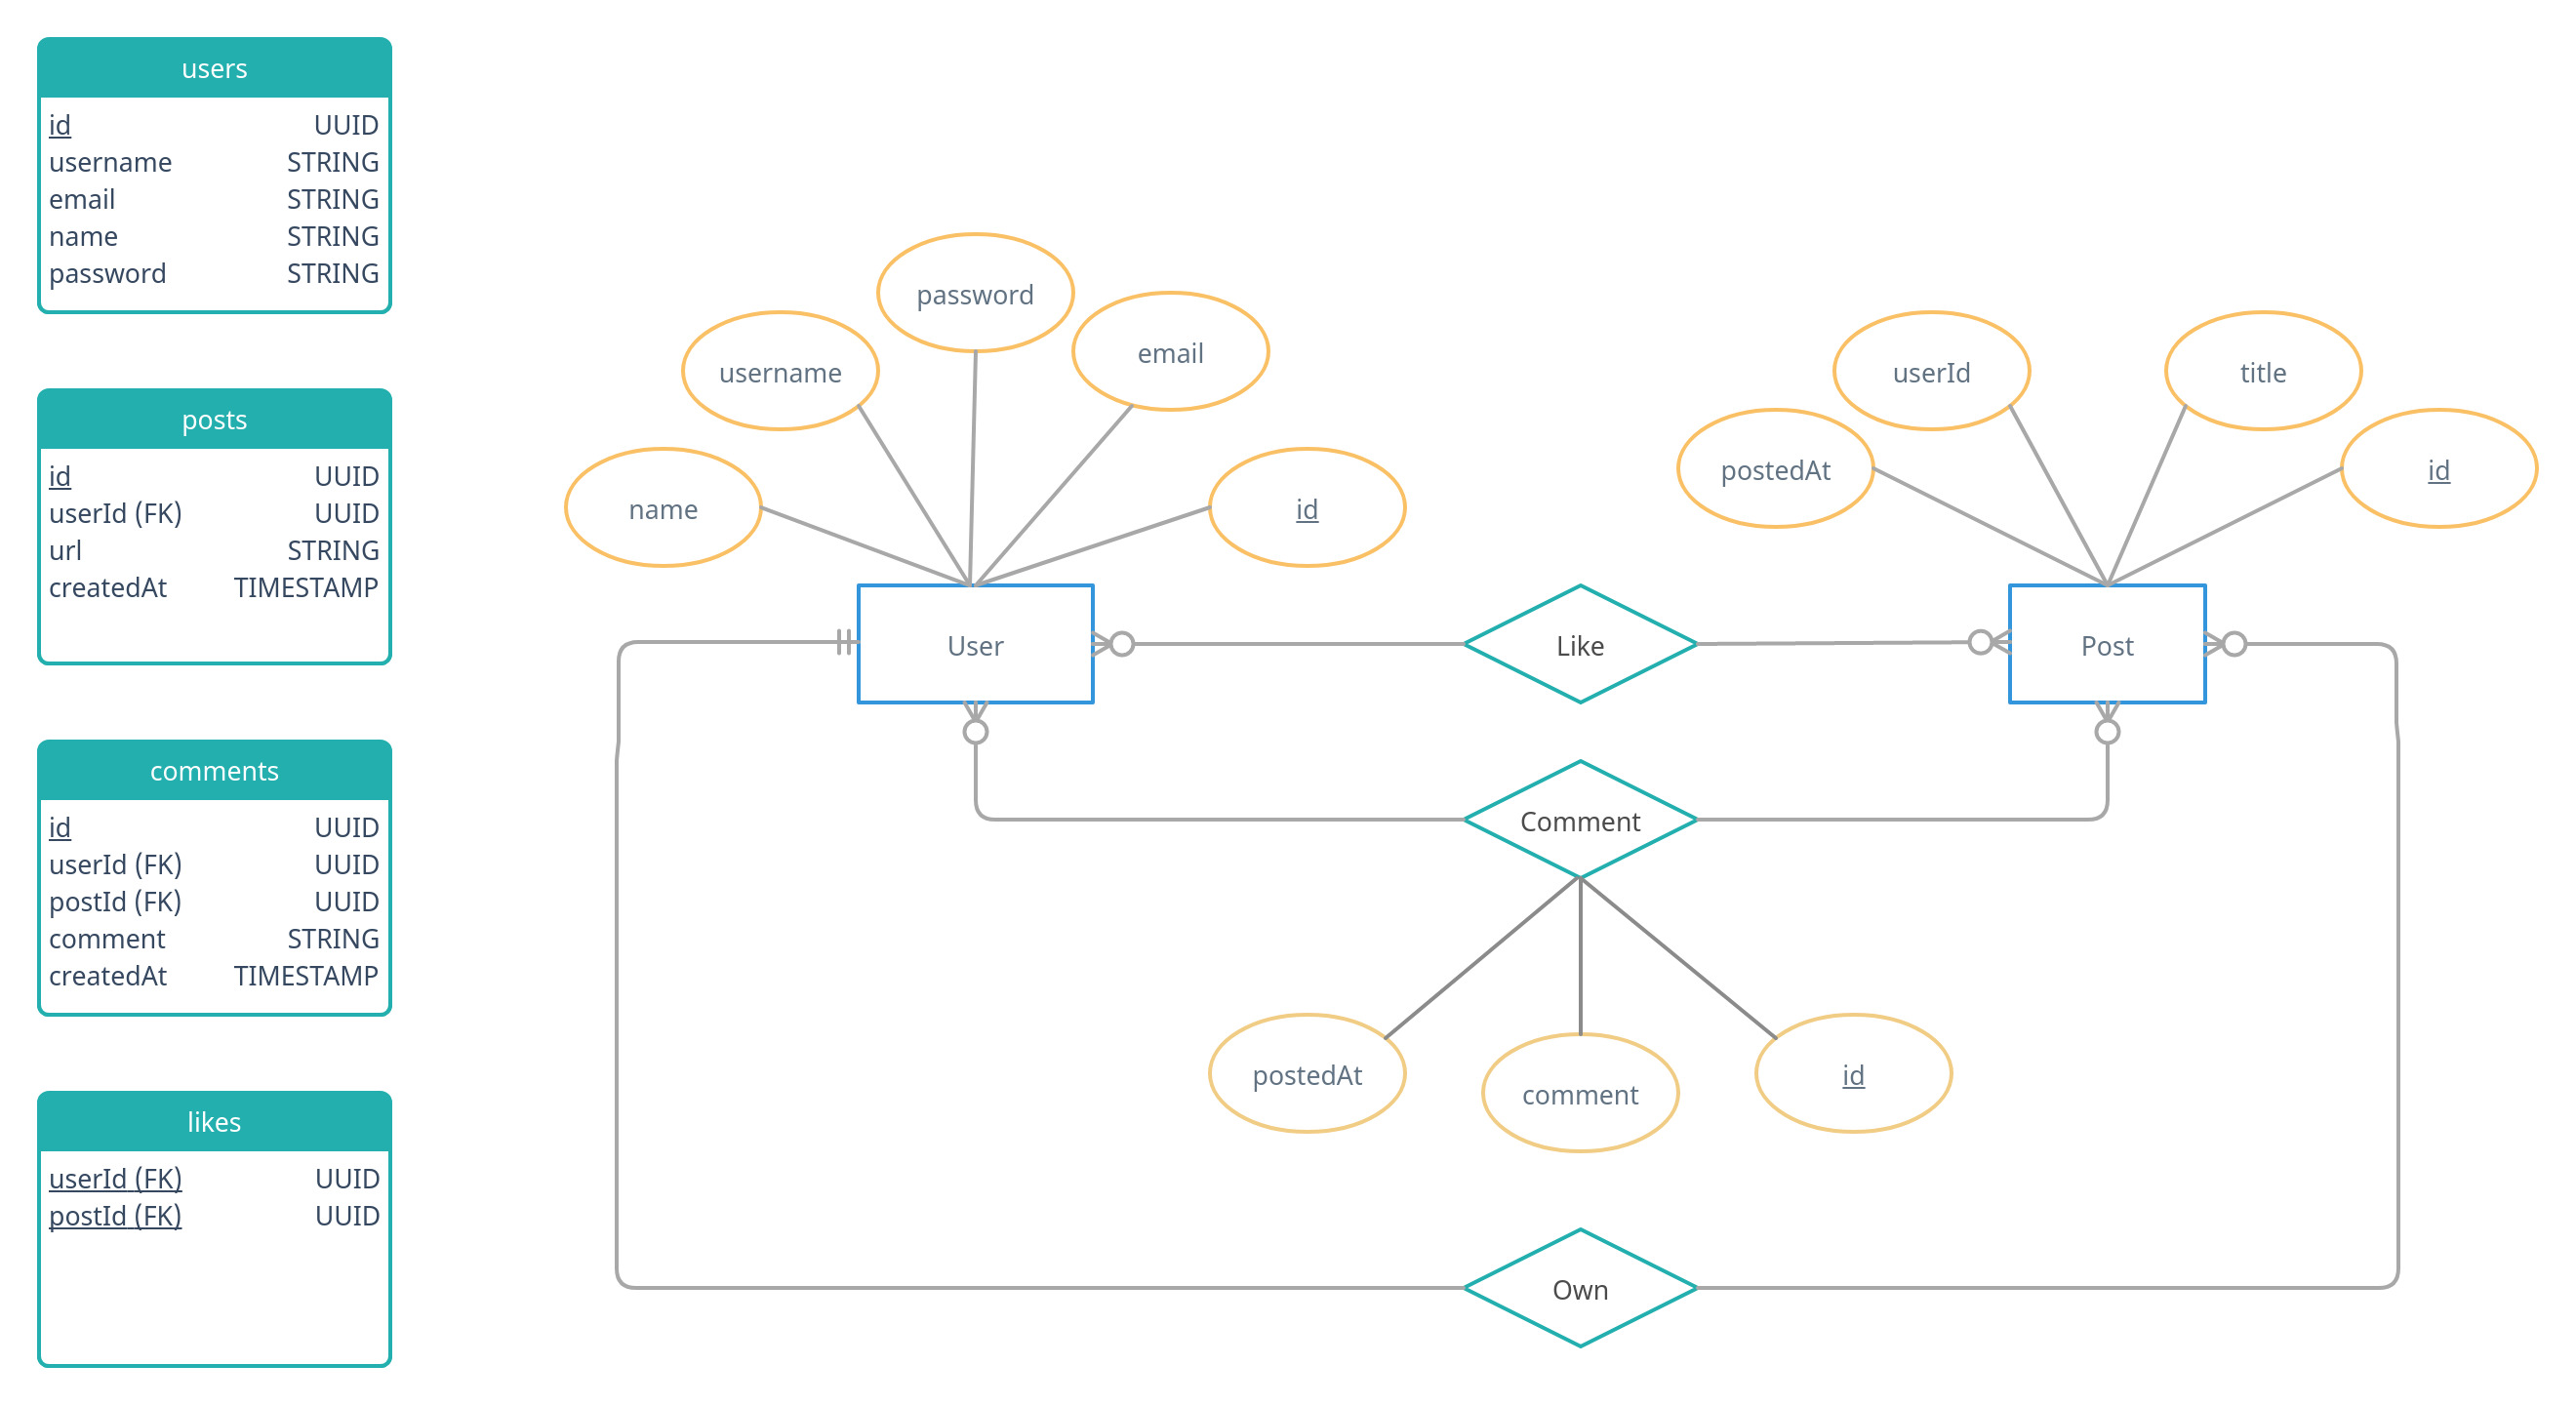 users
id UUID
username STRING
email STRING
name STRING
password STRING
posts
id UUID
userId (FK) UUID
url STRING
createdAt TIMESTAMP
comments
id UUID
userId (FK) UUID
postId (FK) UUID
comment STRING
createdAt TIMESTAMP
likes
userId (FK) UUID
postId (FK) UUID
password
username
email
name
id
User
Like
userId
title
postedAt
id
Post
Comment
postedAt
comment
id
Own